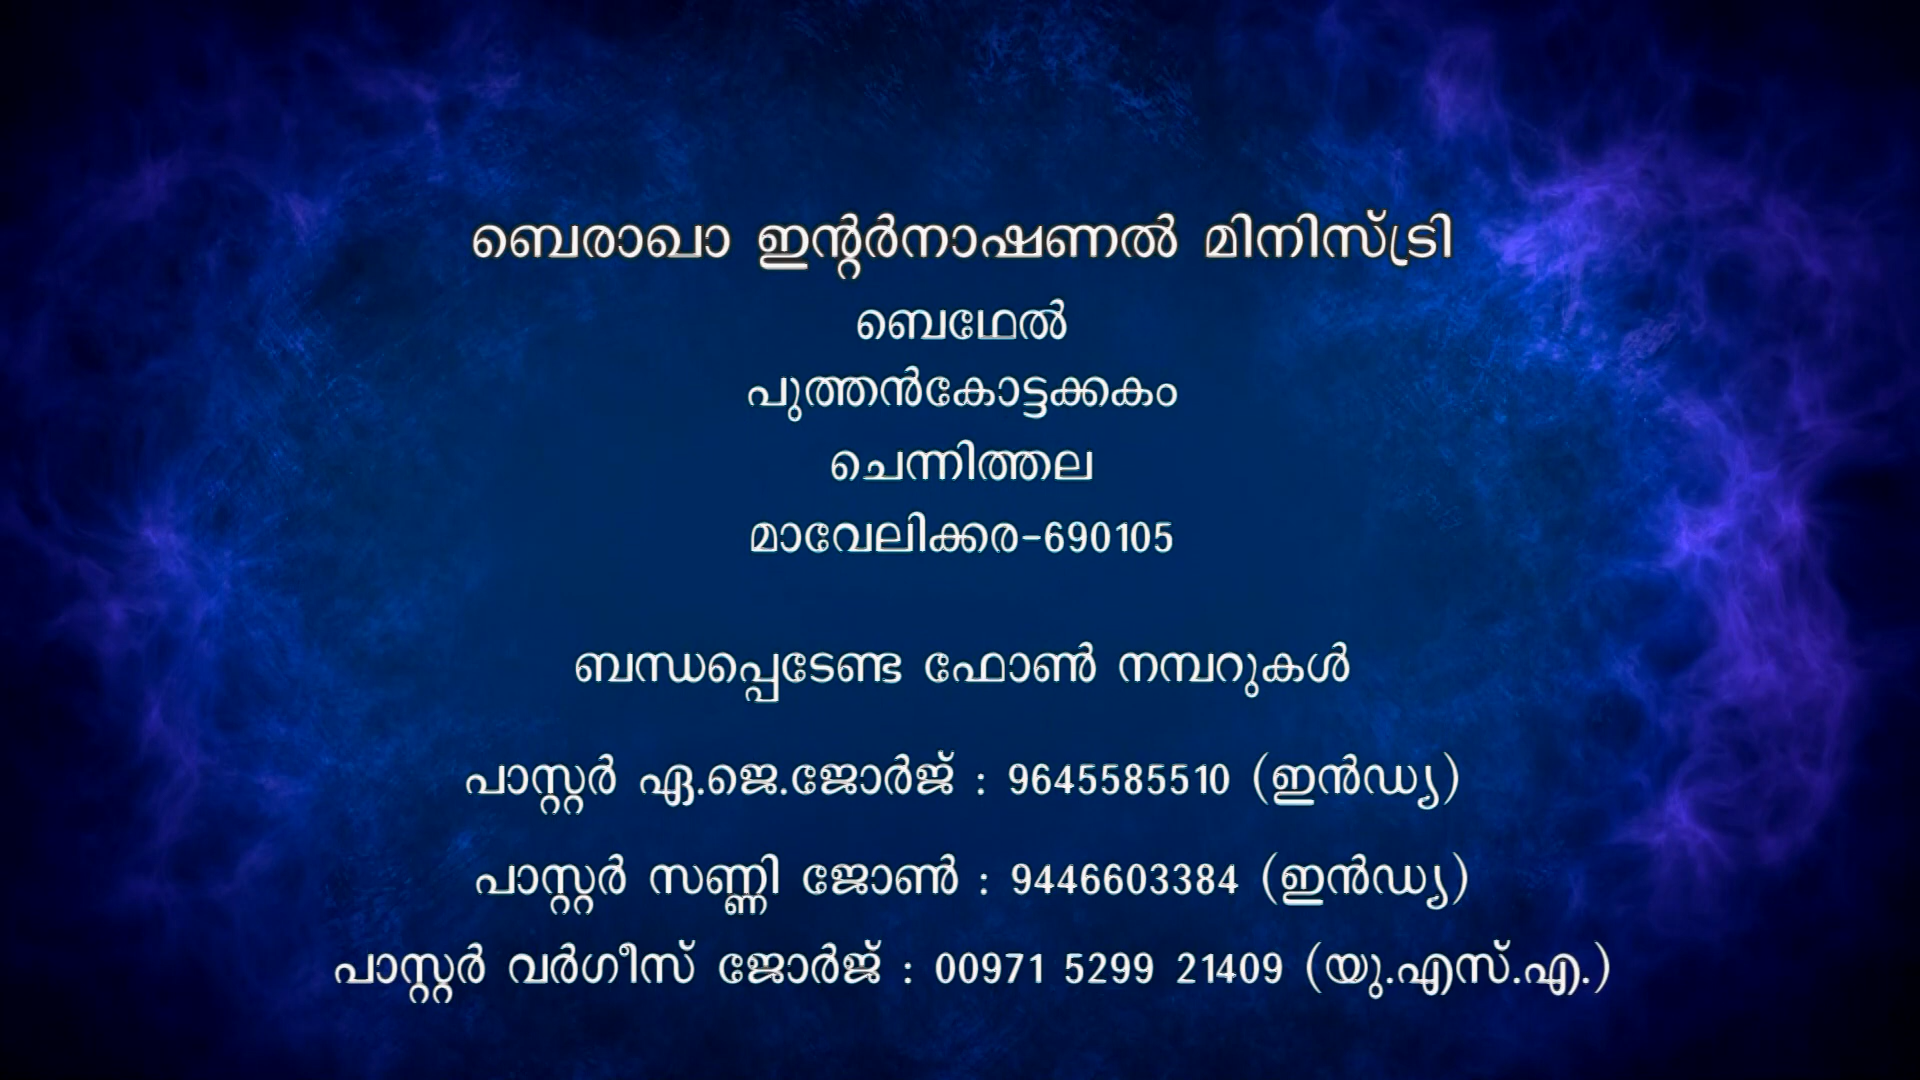 ബെരാഖാ ഇന്റർനാഷണൽ മിനിസ്ട്രി
ബെഥേൽ
പുത്തൻകോട്ടക്കകം
ചെന്നിത്തല
മാവേലിക്കര-690105
ബന്ധപ്പെടേണ്ട ഫോൺ നമ്പറുകൾ
പാസ്റ്റർ ഏ.ജെ.ജോർജ് : 9645585510 (ഇൻഡ്യ)
പാസ്റ്റർ സണ്ണി ജോൺ : 9446603384 (ഇൻഡ്യ)
പാസ്റ്റർ വർഗീസ് ജോർജ് : 00971 5299 21409 (യു.എസ്.എ.)